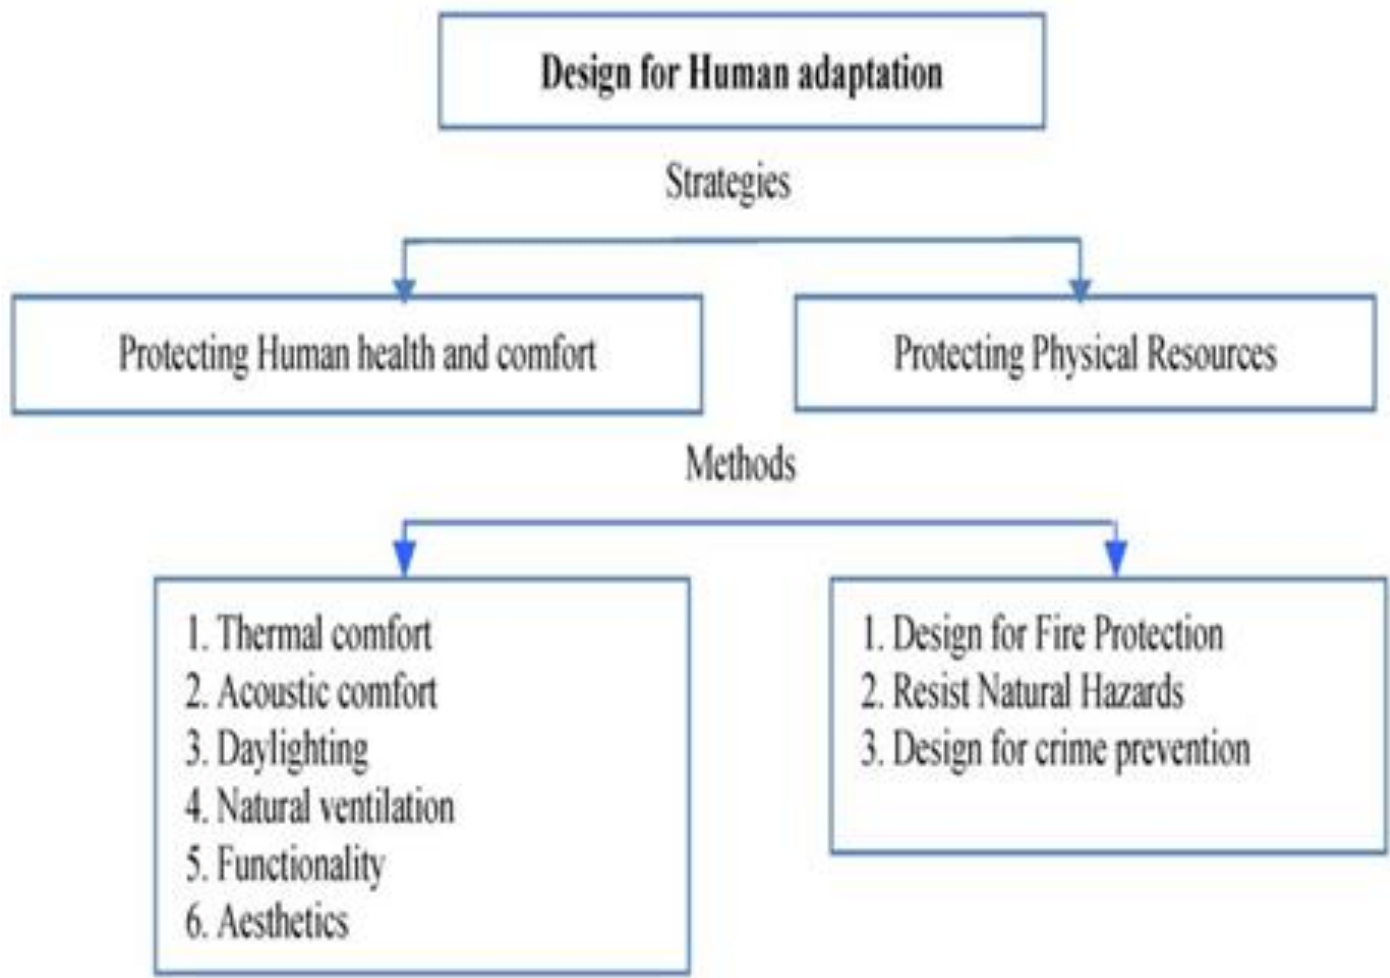 Design for Human adaptation
Strategies
Protecting Human health and comfort
Protecting Physical Resources
Methods
1. Thermal comfort
2. Acoustic comfort
3. Daylighting
4. Natural ventilation
5. Functionality
6. Aesthetics
1. Design for Fire Protection
2. Resist Natural Hazards
3. Design for crime prevention